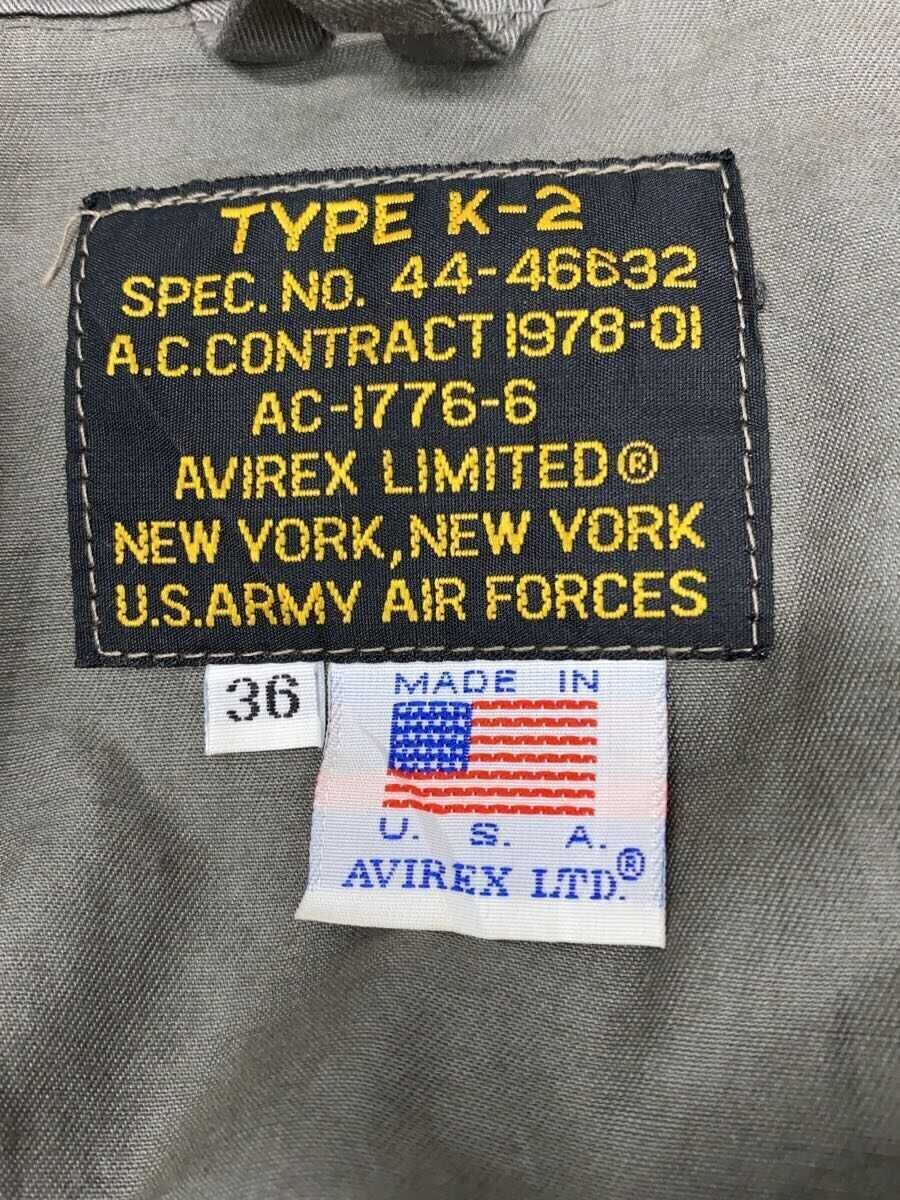 TYPE K-2
SPEC. NO. 44-46632
A.C.CONTRACT 1978-01
AC-1776-6
AVIREX LIMITED®
NEW YORK, NEW YORK
U.S.ARMY AIR FORCES
36
MADE IN
U. S. A.
AVIREX LTD.®